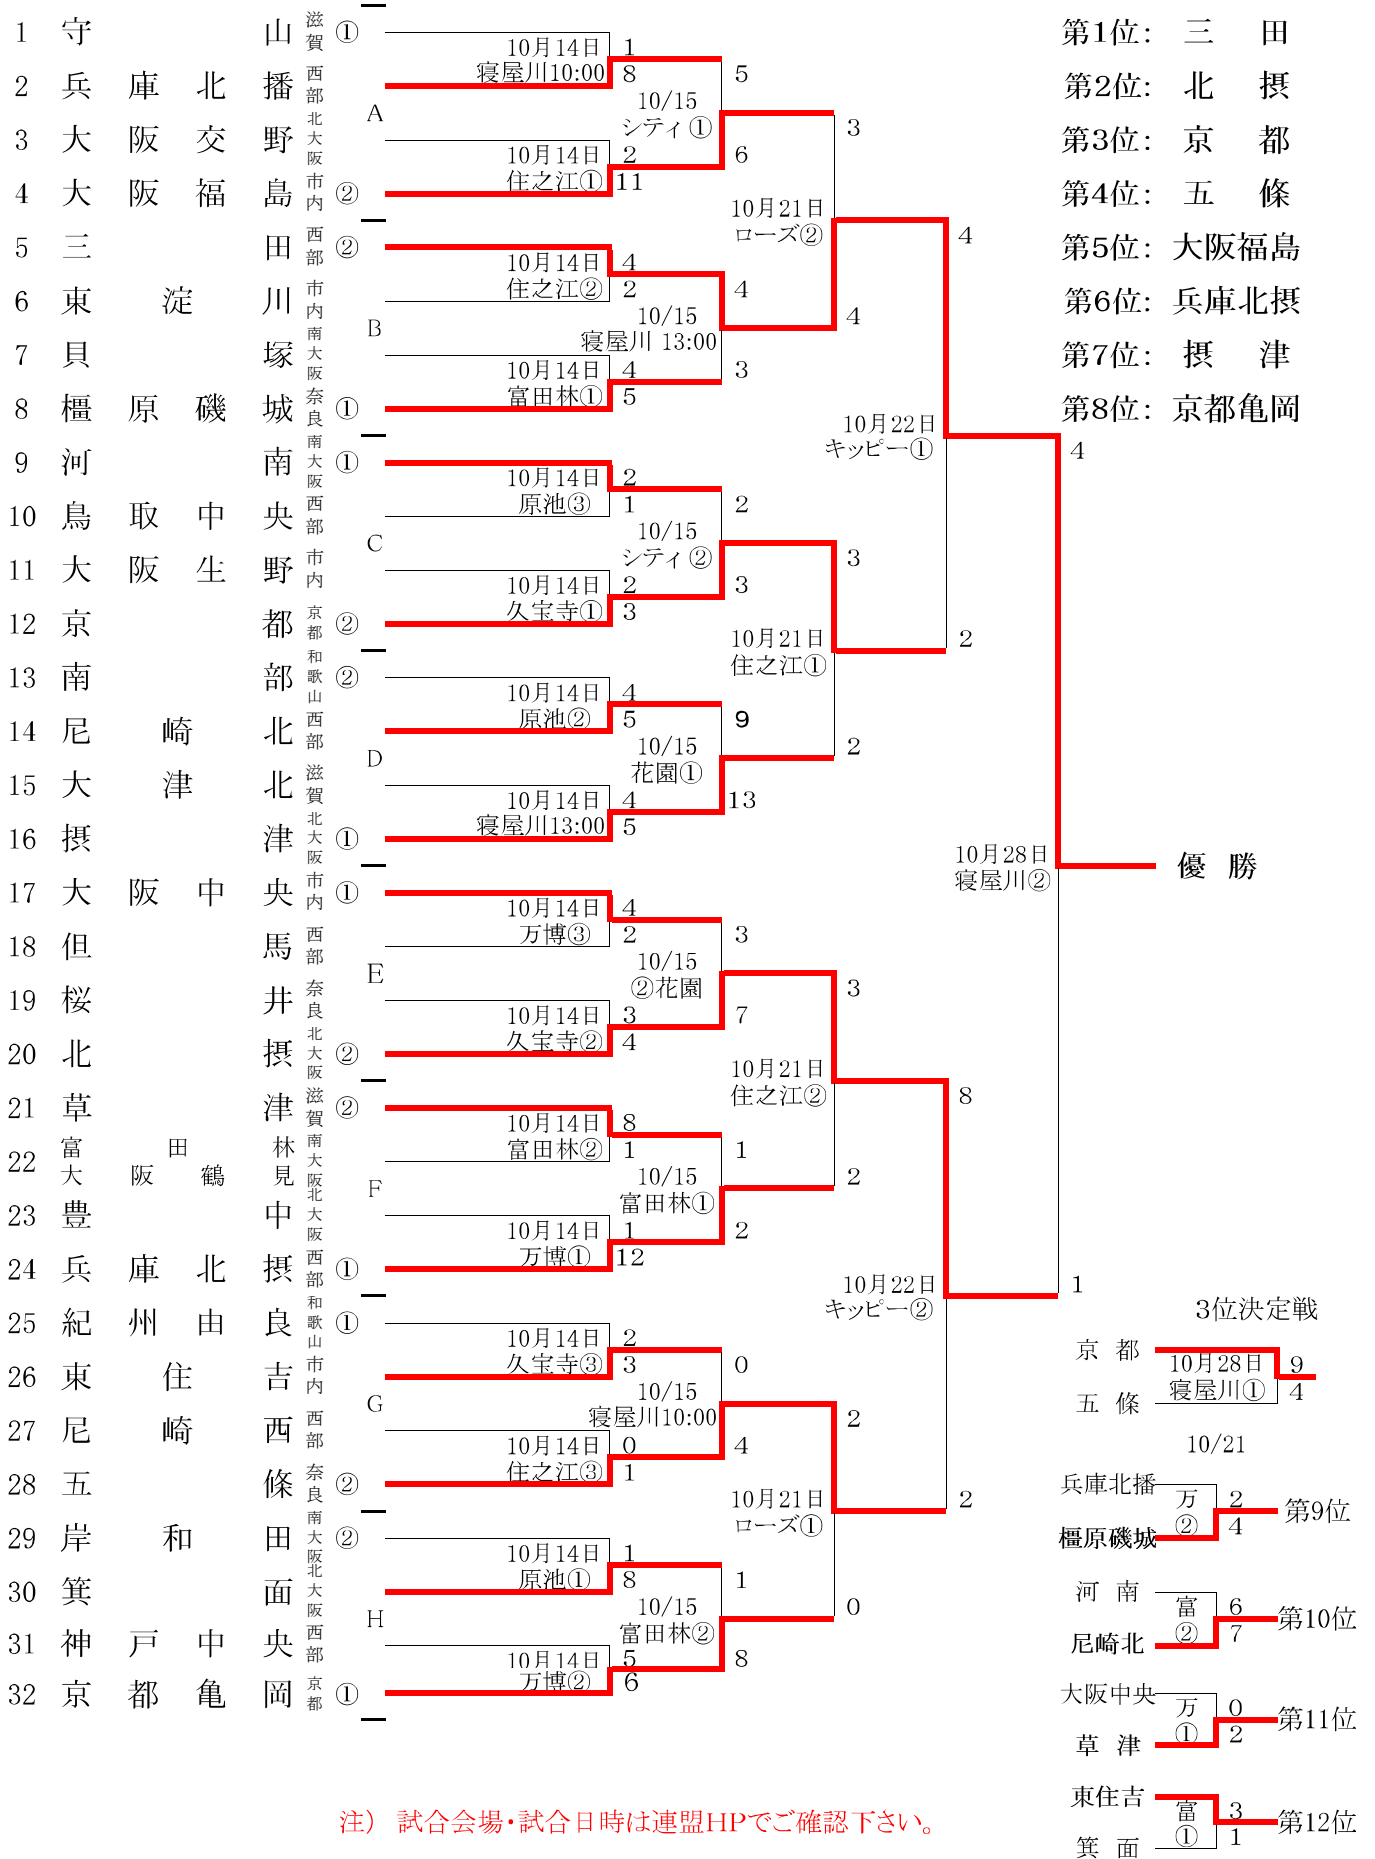 1 守山 滋賀 ①
2 兵庫北播 西部
3 大阪交野 北大阪
4 大阪福島 市内 ②
5 三田 西部 ②
6 東淀川 市内
7 貝塚 南大阪
8 橿原磯城 奈良 ①
9 河南 南大阪 ①
10 鳥取中央 西部
11 大阪生野 市内
12 京都 京都 ②
13 南部 和歌山 ②
14 尼崎北 西部
15 大津北 滋賀
16 摂津 北大阪 ①
17 大阪中央 市内 ①
18 但馬 西部
19 桜井 奈良
20 北摂 北大阪 ②
21 草津 滋賀 ②
22 富田林 南大阪
大阪鶴見
23 豊中 北大阪
24 兵庫北摂 西部 ①
25 紀州由良 和歌山 ①
26 東住吉 市内
27 尼崎西 西部
28 五條 奈良 ②
29 岸和田 南大阪 ②
30 箕面 北大阪
31 神戸中央 西部
32 京都亀岡 京都 ①
A
B
C
D
E
F
G
H
10月14日 1
寝屋川10:00 8
10月14日 2
住之江① 11
10月14日 4
住之江② 2
10月14日 4
富田林① 5
10月14日 2
原池③ 1
10月14日 2
久宝寺① 3
10月14日 4
原池② 5
10月14日 4
寝屋川13:00 5
10月14日 4
万博③ 2
10月14日 3
久宝寺② 4
10月14日 8
富田林② 1
10月14日 1
万博① 12
10月14日 2
久宝寺③ 3
10月14日 0
住之江③ 1
10月14日 1
原池① 8
10月14日 5
万博② 6
5
10/15
シティ①
6
4
10/15
寝屋川 13:00
3
2
10/15
シティ②
3
9
10/15
花園①
13
3
10/15
②花園
7
1
10/15
富田林①
2
0
10/15
寝屋川10:00
4
1
10/15
富田林②
8
3
10月21日
ローズ②
4
3
10月21日
住之江①
2
3
10月21日
住之江②
2
2
10月21日
ローズ①
0
4
10月22日
キッピー①
2
8
10月22日
キッピー②
2
4
10月28日
寝屋川②
1
優勝
第1位: 三田
第2位: 北摂
第3位: 京都
第4位: 五條
第5位: 大阪福島
第6位: 兵庫北摂
第7位: 摂津
第8位: 京都亀岡
3位決定戦
京都
10月28日 9
寝屋川① 4
五條
10/21
兵庫北播
万② 2 4 第9位
橿原磯城
河南
富② 6 7 第10位
尼崎北
大阪中央
万① 0 2 第11位
草津
東住吉
富① 3 1 第12位
箕面
注） 試合会場・試合日時は連盟HPでご確認下さい。